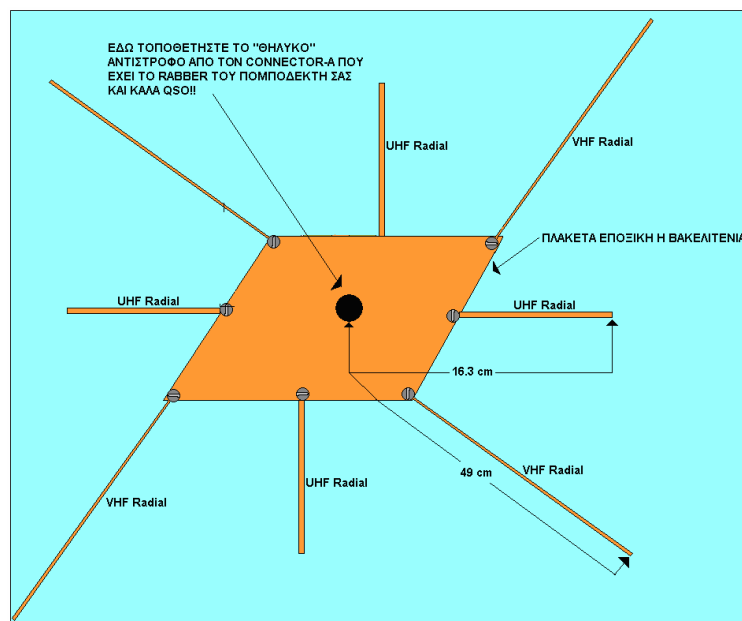 ΕΔΩ ΤΟΠΟΘΕΤΗΣΤΕ ΤΟ "ΘΗΛΥΚΟ"
ΑΝΤΙΣΤΡΟΦΟ ΑΠΟ ΤΟΝ CONNECTOR-A ΠΟΥ
ΕΧΕΙ ΤΟ RABBER ΤΟΥ ΠΟΜΠΟΔΕΚΤΗ ΣΑΣ
ΚΑΙ ΚΑΛΑ QSO!!
UHF Radial
VHF Radial
ΠΛΑΚΕΤΑ ΕΠΟΞΙΚΗ Η ΒΑΚΕΛΙΤΕΝΙΑ
UHF Radial
UHF Radial
16.3 cm
49 cm
VHF Radial
UHF Radial
VHF Radial